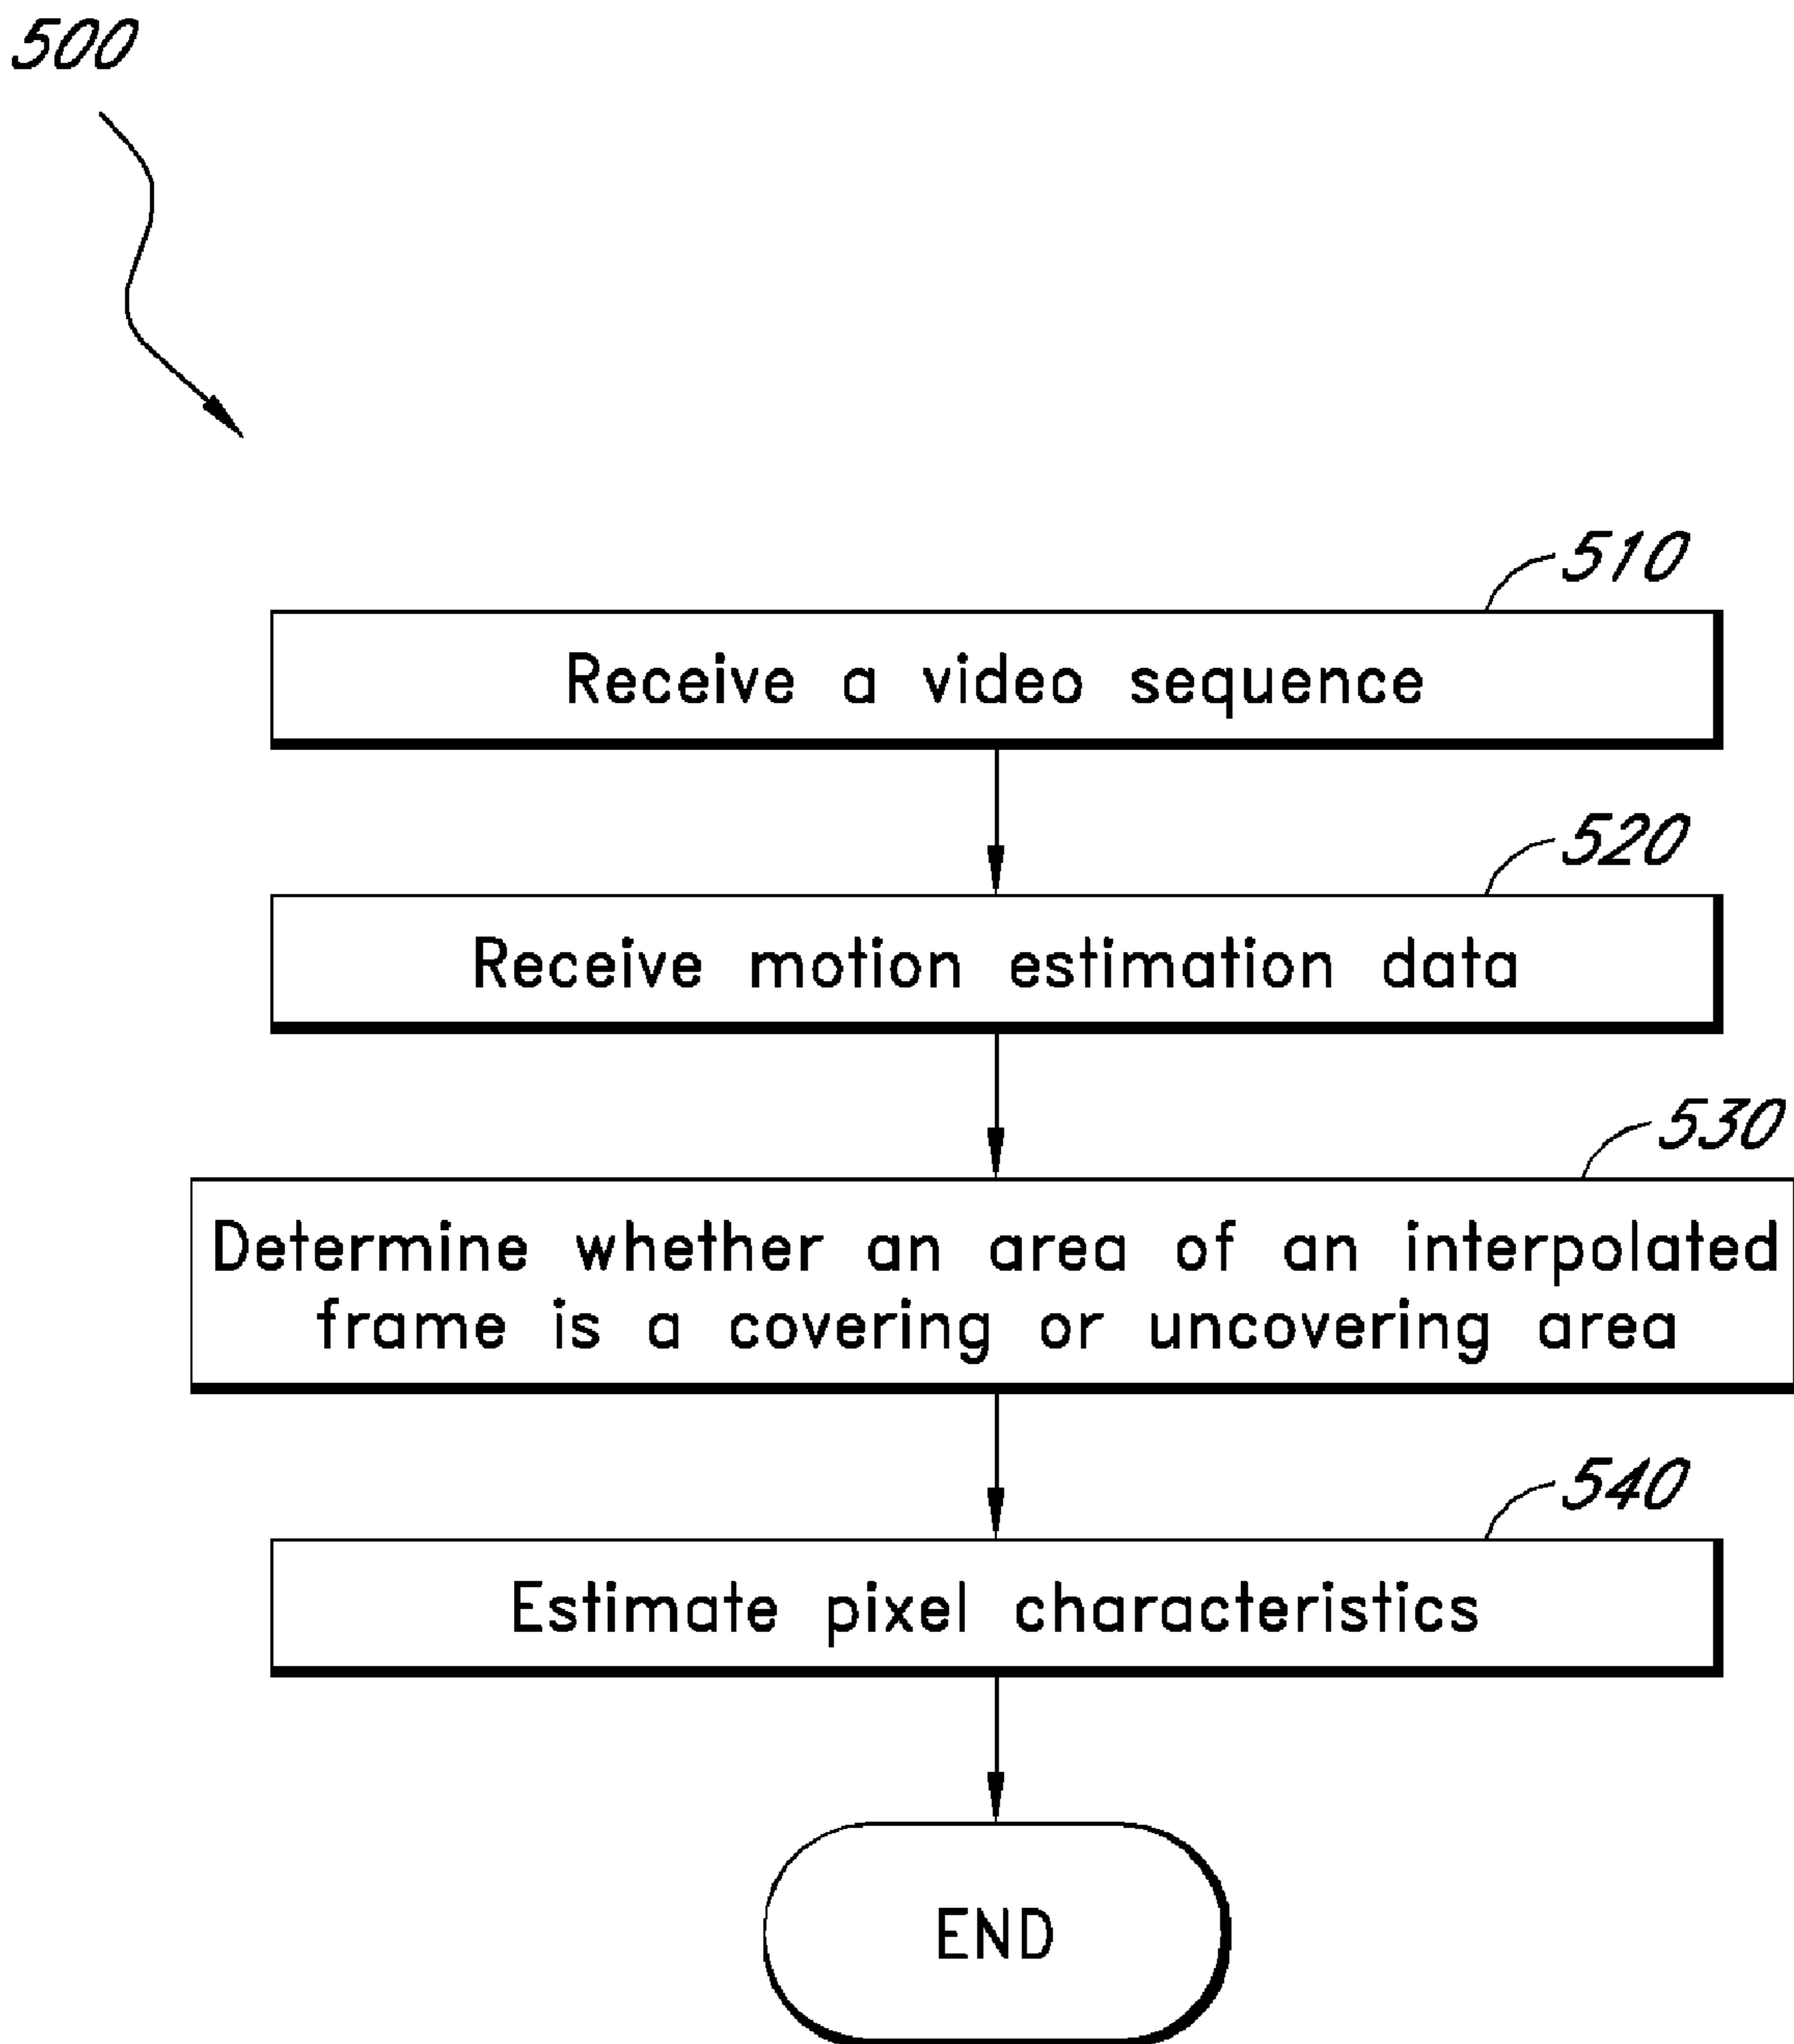 500
510
Receive a video sequence
520
Receive motion estimation data
530
Determine whether an area of an interpolated
frame is a covering or uncovering area
540
Estimate pixel characteristics
END